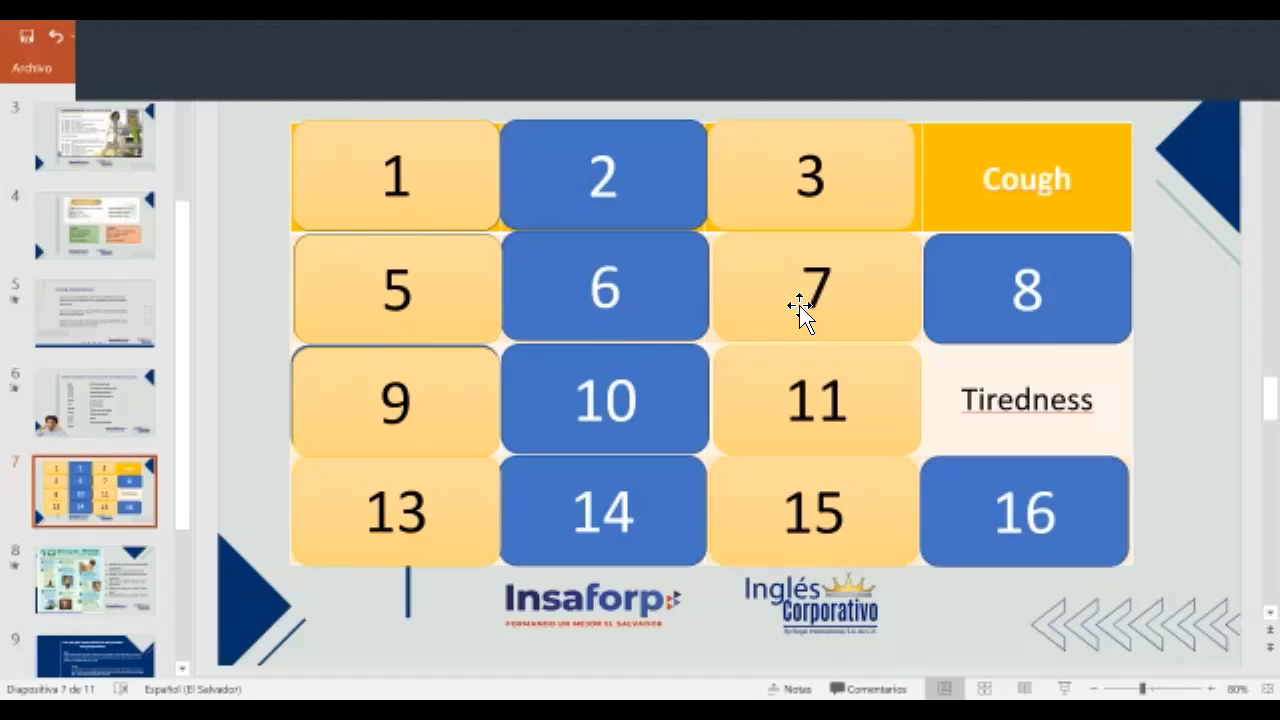 Archivo
3
4
5
6
7
8
9
1 2 3 Cough
5 6 7 8
9 10 11 Tiredness
13 14 15 16
Insaforp
FORMANDO UN MEJOR EL SALVADOR
Inglés
Corporativo
Diapositiva 7 de 11 Español (El Salvador) Notas Comentarios 80%